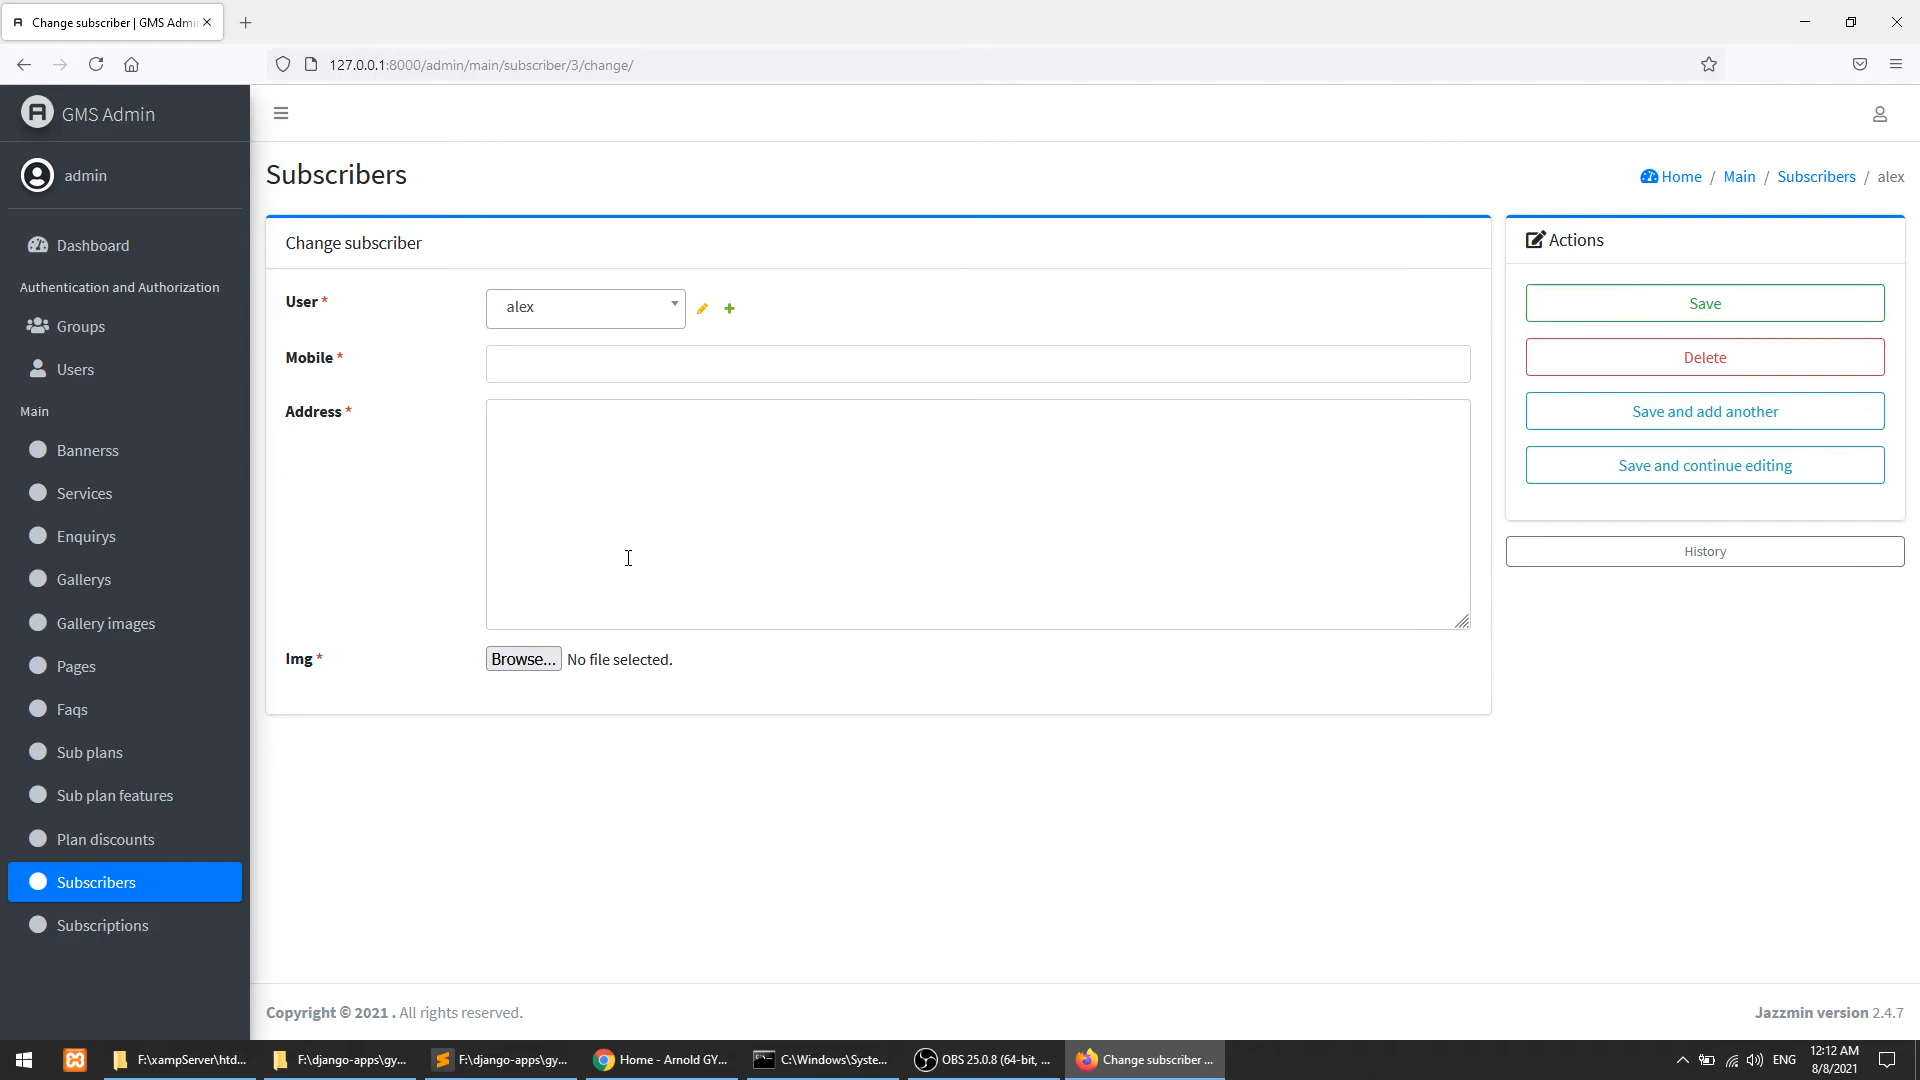 Change subscriber | GMS Admi
127.0.0.1:8000/admin/main/subscriber/3/change/
GMS Admin
admin
Dashboard
Authentication and Authorization
Groups
Users
Main
Bannerss
Services
Enquirys
Gallerys
Gallery images
Pages
Faqs
Sub plans
Sub plan features
Plan discounts
Subscribers
Subscriptions
Subscribers
Home / Main / Subscribers / alex
Change subscriber
User *
alex
Mobile *
Address *
Img *
Browse... No file selected.
Actions
Save
Delete
Save and add another
Save and continue editing
History
Copyright © 2021 . All rights reserved.
Jazzmin version 2.4.7
F:\xampServer\htd...
F:\django-apps\gy...
F:\django-apps\gy...
Home - Arnold GY...
C:\Windows\Syste...
OBS 25.0.8 (64-bit, ...
Change subscriber ...
ENG
12:12 AM
8/8/2021